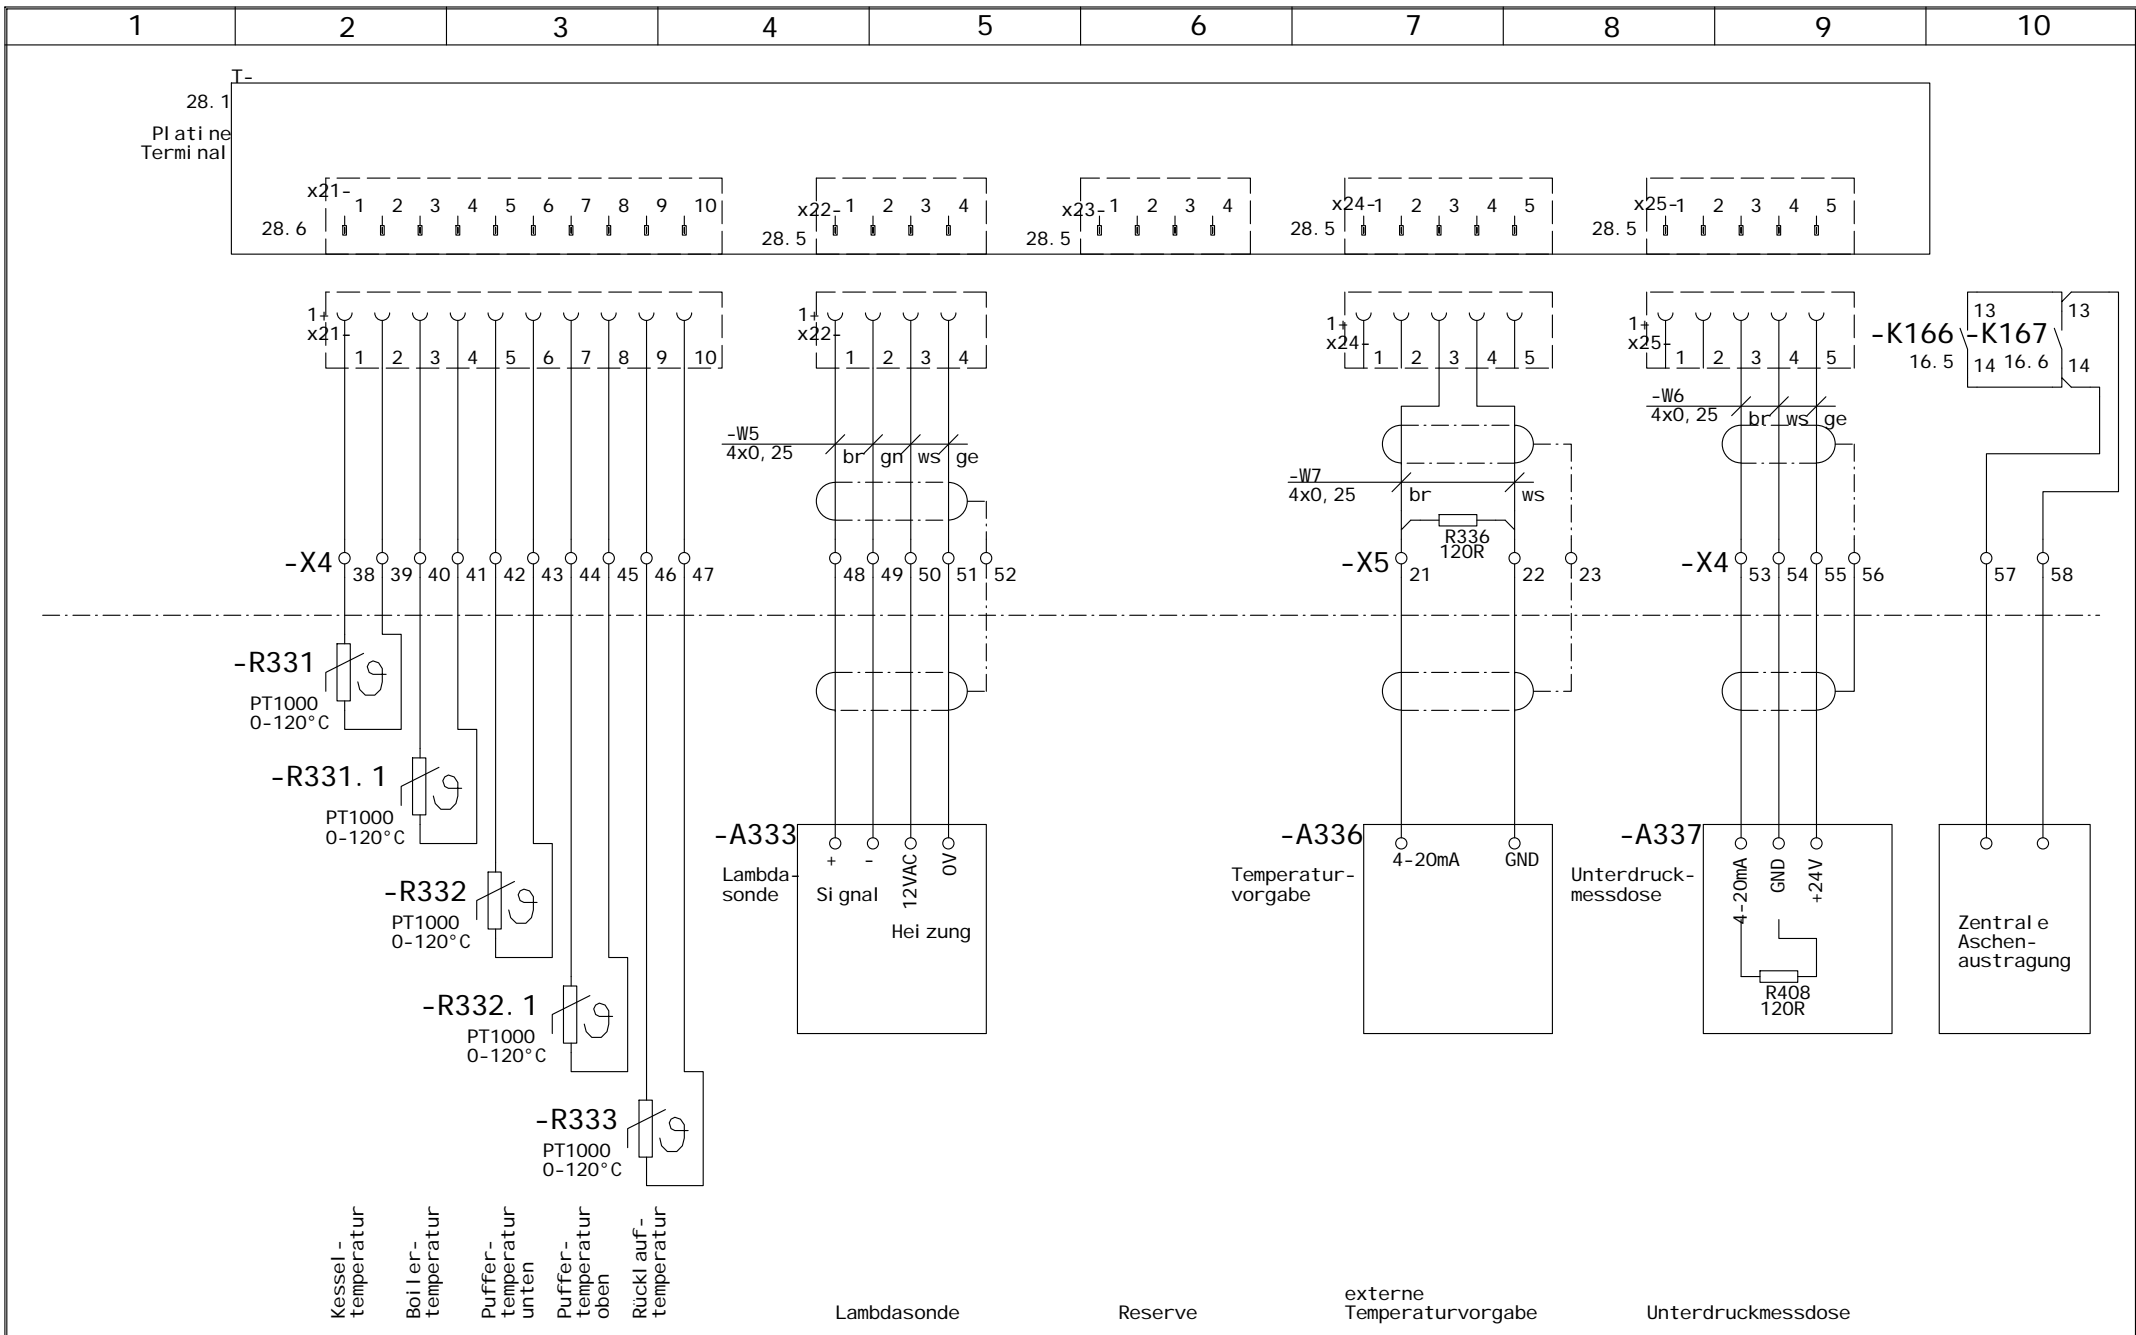 1 2 3 4 5 6 7 8 9 10
T-
28.1
Platine
Terminal
x21- 1 2 3 4 5 6 7 8 9 10
28.6
x22- 1 2 3 4
28.5
x23- 1 2 3 4
28.5
x24- 1 2 3 4 5
28.5
x25- 1 2 3 4 5
28.5
1+
x21-
1 2 3 4 5 6 7 8 9 10
1+
x22-
1 2 3 4
1+
x24-
1 2 3 4 5
1+
x25-
1 2 3 4 5
13 13
-K166 -K167
16.5 14 16.6 14
-W5
4x0,25 br gn ws ge
-W7
4x0,25 br ws
-W6
4x0,25 br ws ge
R336
120R
-X4 38 39 40 41 42 43 44 45 46 47
48 49 50 51 52
-X5 21 22 23
-X4 53 54 55 56
57 58
-R331
PT1000
0-120°C
-R331.1
PT1000
0-120°C
-R332
PT1000
0-120°C
-R332.1
PT1000
0-120°C
-R333
PT1000
0-120°C
-A333
Lambda-
sonde
+ - 12VAC 0V
Signal
Heizung
-A336
Temperatur-
vorgabe
4-20mA GND
-A337
Unterdruck-
messdose
4-20mA GND +24V
R408
120R
Zentrale
Aschen-
austragung
Kessel-
temperatur
Boiler-
temperatur
Puffer-
temperatur
unten
Puffer-
temperatur
oben
Rücklauf-
temperatur
Lambdasonde
Reserve
externe
Temperaturvorgabe
Unterdruckmessdose